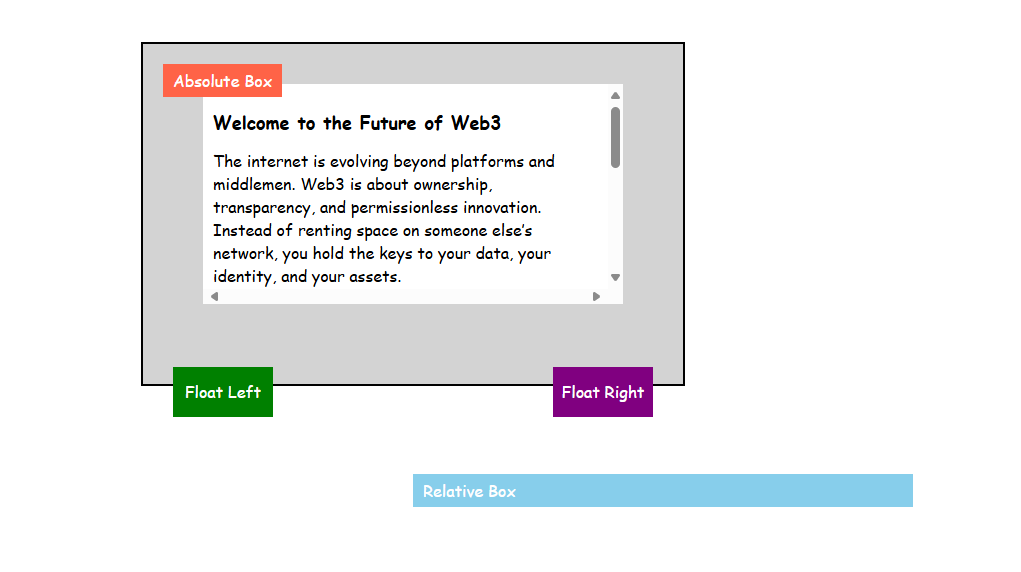 Absolute Box
Welcome to the Future of Web3
The internet is evolving beyond platforms and
middlemen. Web3 is about ownership,
transparency, and permissionless innovation.
Instead of renting space on someone else’s
network, you hold the keys to your data, your
identity, and your assets.
Float Left
Float Right
Relative Box